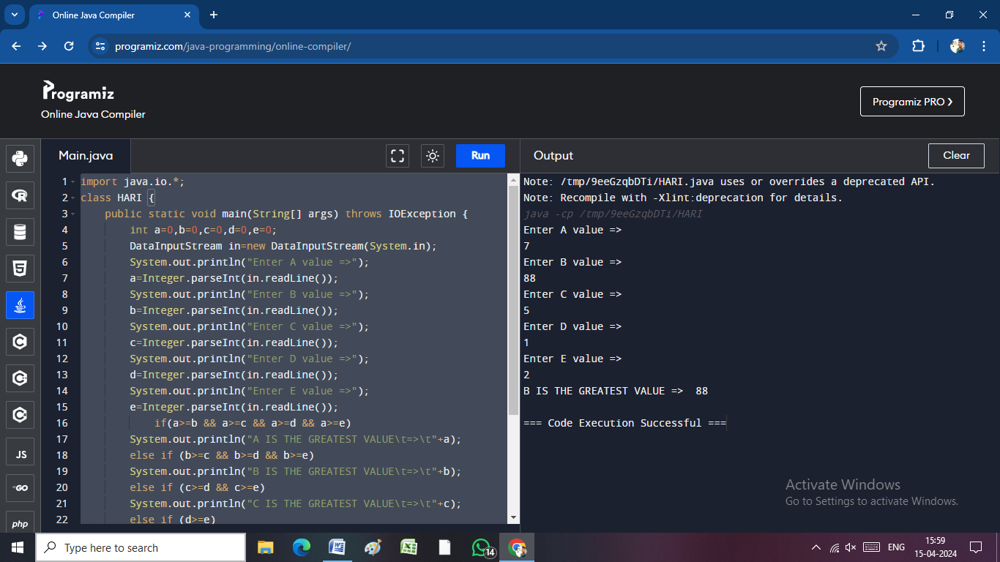 Online Java Compiler
programiz.com/java-programming/online-compiler/
Programiz
Online Java Compiler
Programiz PRO ❯
Main.java
Run
Output
Clear
1 import java.io.*;
2 class HARI {
3 public static void main(String[] args) throws IOException {
4 int a=0,b=0,c=0,d=0,e=0;
5 DataInputStream in=new DataInputStream(System.in);
6 System.out.println("Enter A value =>");
7 a=Integer.parseInt(in.readLine());
8 System.out.println("Enter B value =>");
9 b=Integer.parseInt(in.readLine());
10 System.out.println("Enter C value =>");
11 c=Integer.parseInt(in.readLine());
12 System.out.println("Enter D value =>");
13 d=Integer.parseInt(in.readLine());
14 System.out.println("Enter E value =>");
15 e=Integer.parseInt(in.readLine());
16 if(a>=b && a>=c && a>=d && a>=e)
17 System.out.println("A IS THE GREATEST VALUE\t=>\t"+a);
18 else if (b>=c && b>=d && b>=e)
19 System.out.println("B IS THE GREATEST VALUE\t=>\t"+b);
20 else if (c>=d && c>=e)
21 System.out.println("C IS THE GREATEST VALUE\t=>\t"+c);
22 else if (d>=e)
Note: /tmp/9eeGzqbDTi/HARI.java uses or overrides a deprecated API.
Note: Recompile with -Xlint:deprecation for details.
java -cp /tmp/9eeGzqbDTi/HARI
Enter A value =>
7
Enter B value =>
88
Enter C value =>
5
Enter D value =>
1
Enter E value =>
2
B IS THE GREATEST VALUE => 88
=== Code Execution Successful ===
JS
GO
php
Activate Windows
Go to Settings to activate Windows.
Type here to search
14
ENG
15:59
15-04-2024